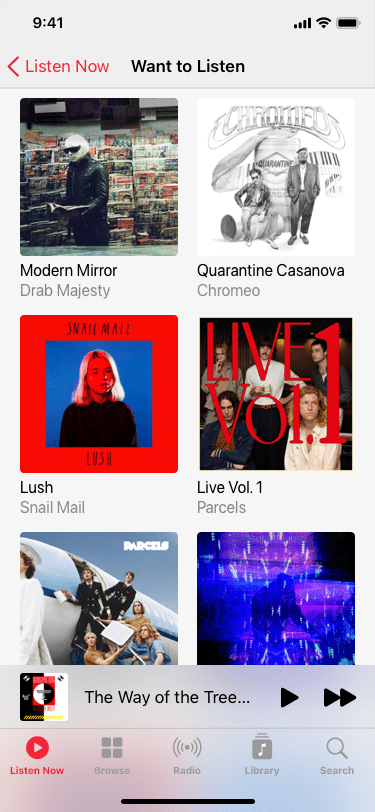 9:41
Listen Now
Want to Listen
CHROMEO
QUARANTINE
Modern Mirror
Drab Majesty
Quarantine Casanova
Chromeo
SNAIL MAIL
LUSH
LIVE
Vol.1
Lush
Snail Mail
Live Vol. 1
Parcels
PARCELS
The Way of the Tree...
Listen Now
Browse
Radio
Library
Search